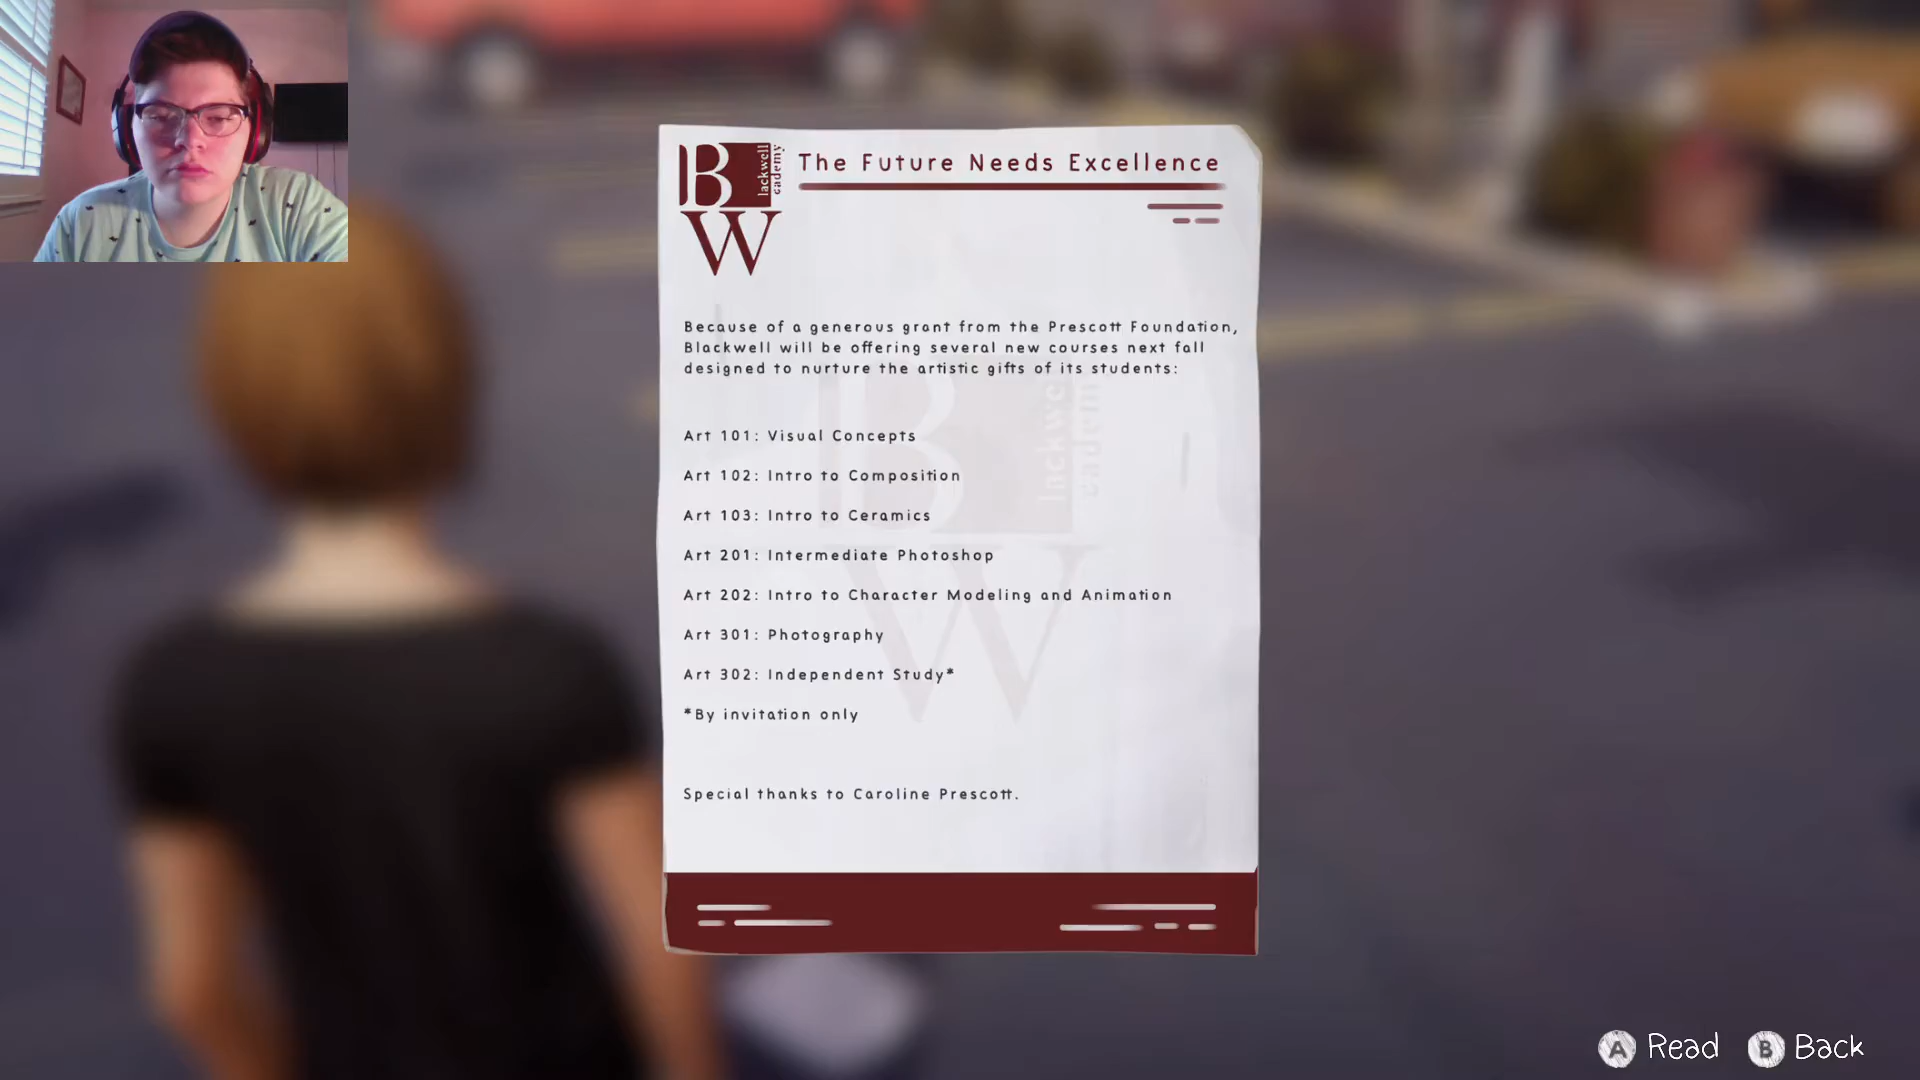 Blackwell
academy
W
The Future Needs Excellence
Because of a generous grant from the Prescott Foundation,
Blackwell will be offering several new courses next fall
designed to nurture the artistic gifts of its students:
Art 101: Visual Concepts
Art 102: Intro to Composition
Art 103: Intro to Ceramics
Art 201: Intermediate Photoshop
Art 202: Intro to Character Modeling and Animation
Art 301: Photography
Art 302: Independent Study*
*By invitation only
Special thanks to Caroline Prescott.
A Read B Back